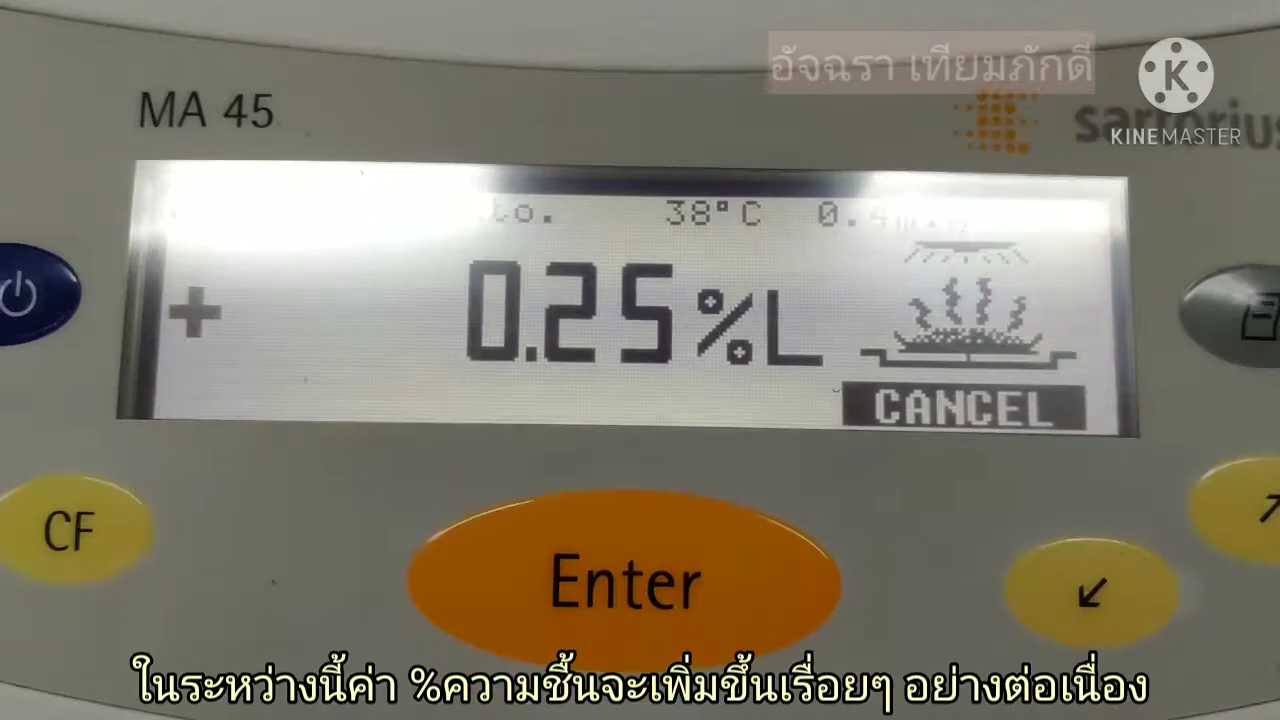 อัจฉรา เทียมภักดี
K
KINEMASTER
MA 45
sartorius
38°C
+ 0.25 %L
CANCEL
CF
Enter
ในระหว่างนี้ค่า %ความชื้นจะเพิ่มขึ้นเรื่อยๆ อย่างต่อเนื่อง